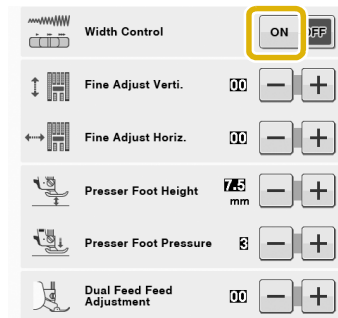 Width Control ON OFF
Fine Adjust Verti. 00 − +
Fine Adjust Horiz. 00 − +
Presser Foot Height 7.5 mm − +
Presser Foot Pressure 3 − +
Dual Feed Feed
Adjustment 00 − +